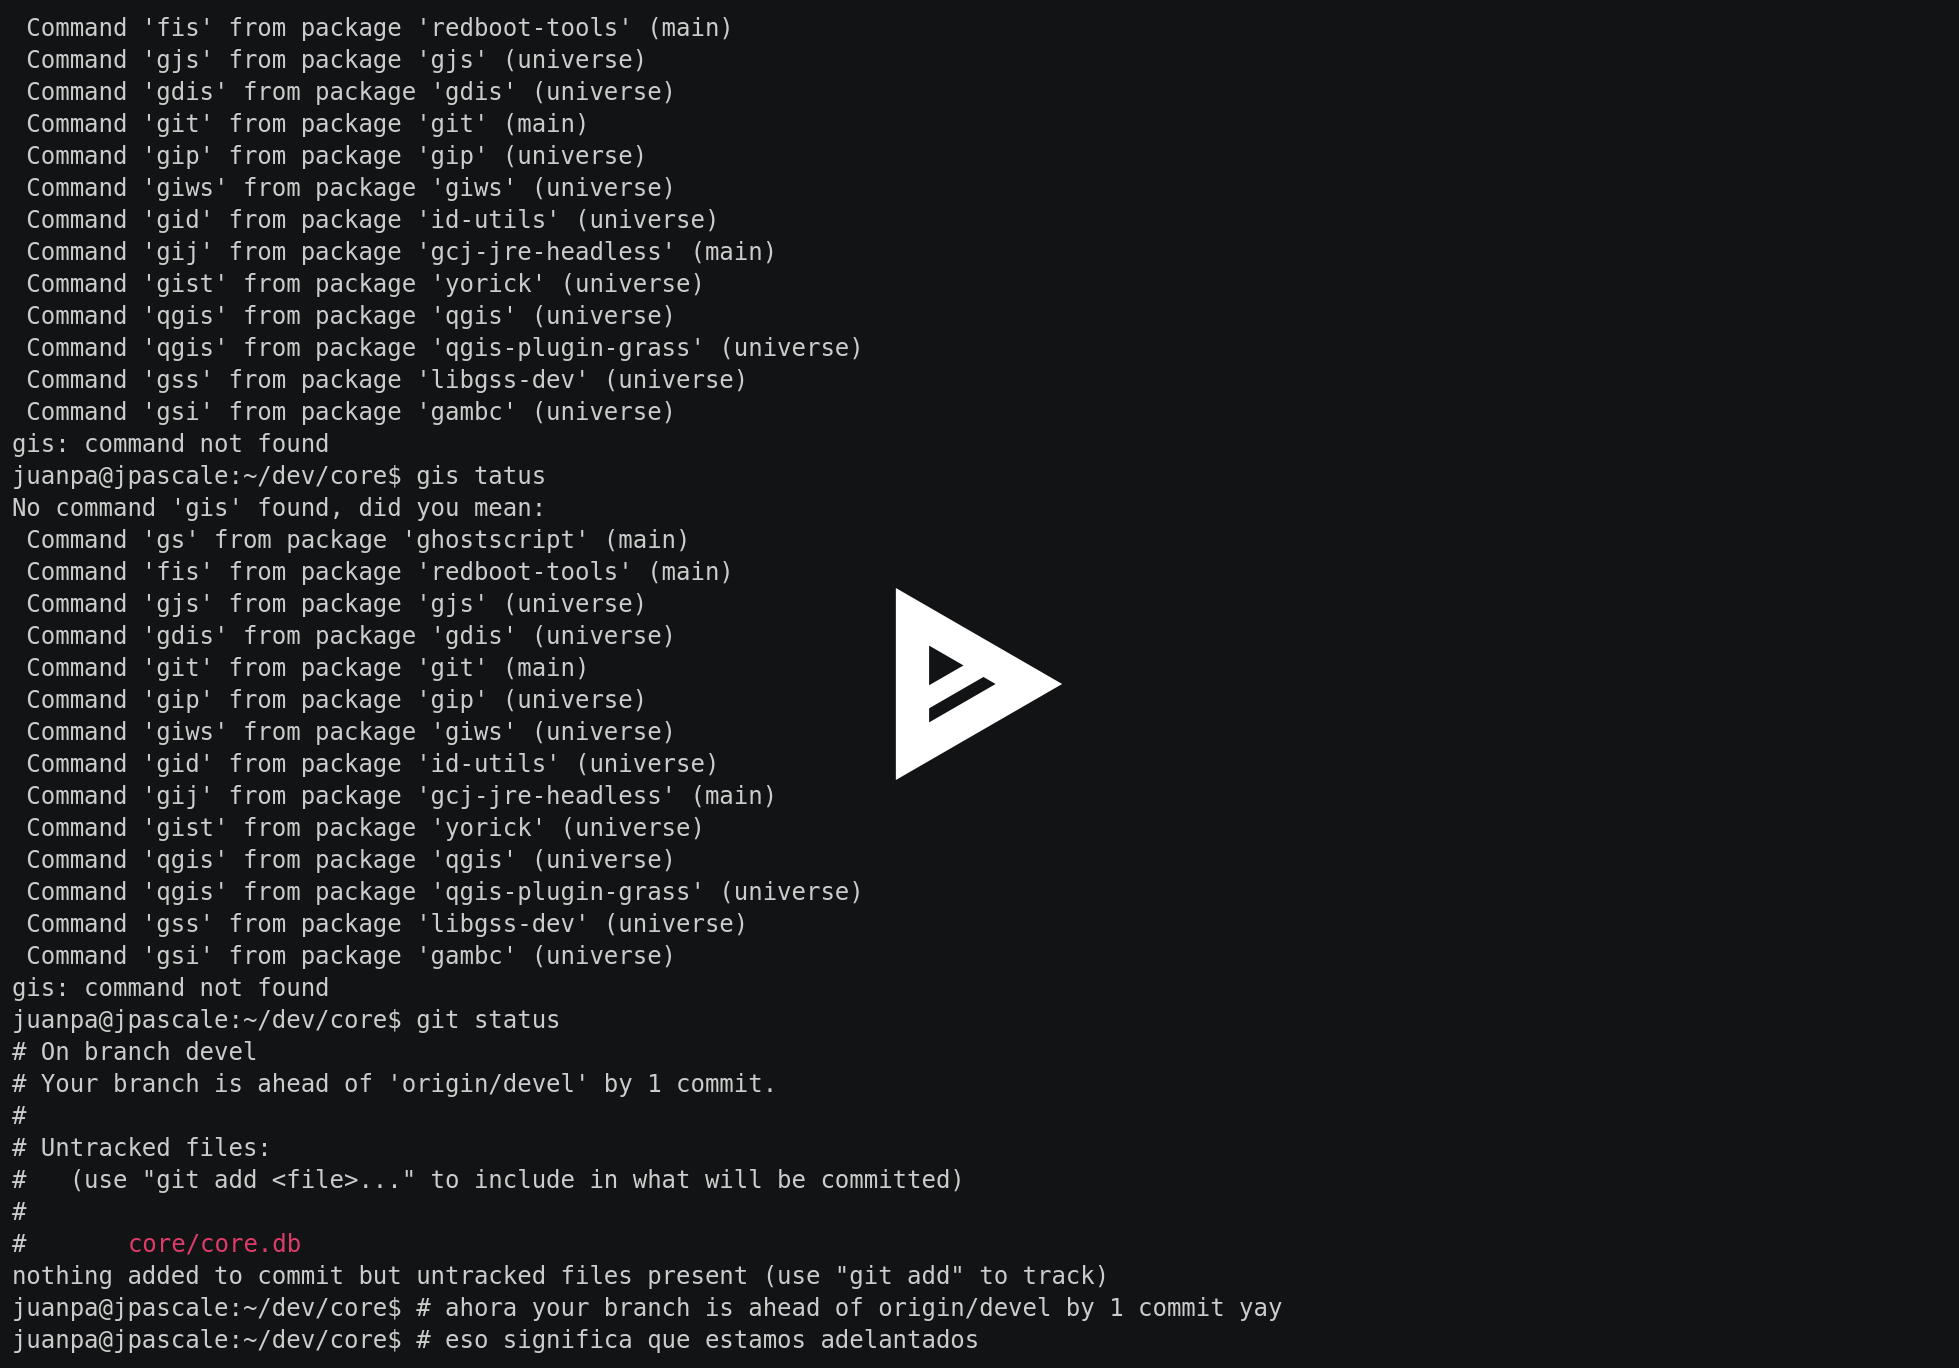 Command 'fis' from package 'redboot-tools' (main)
Command 'gjs' from package 'gjs' (universe)
Command 'gdis' from package 'gdis' (universe)
Command 'git' from package 'git' (main)
Command 'gip' from package 'gip' (universe)
Command 'giws' from package 'giws' (universe)
Command 'gid' from package 'id-utils' (universe)
Command 'gij' from package 'gcj-jre-headless' (main)
Command 'gist' from package 'yorick' (universe)
Command 'qgis' from package 'qgis' (universe)
Command 'qgis' from package 'qgis-plugin-grass' (universe)
Command 'gss' from package 'libgss-dev' (universe)
Command 'gsi' from package 'gambc' (universe)
gis: command not found
juanpa@jpascale:~/dev/core$ gis tatus
No command 'gis' found, did you mean:
Command 'gs' from package 'ghostscript' (main)
Command 'fis' from package 'redboot-tools' (main)
Command 'gjs' from package 'gjs' (universe)
Command 'gdis' from package 'gdis' (universe)
Command 'git' from package 'git' (main)
Command 'gip' from package 'gip' (universe)
Command 'giws' from package 'giws' (universe)
Command 'gid' from package 'id-utils' (universe)
Command 'gij' from package 'gcj-jre-headless' (main)
Command 'gist' from package 'yorick' (universe)
Command 'qgis' from package 'qgis' (universe)
Command 'qgis' from package 'qgis-plugin-grass' (universe)
Command 'gss' from package 'libgss-dev' (universe)
Command 'gsi' from package 'gambc' (universe)
gis: command not found
juanpa@jpascale:~/dev/core$ git status
# On branch devel
# Your branch is ahead of 'origin/devel' by 1 commit.
#
# Untracked files:
#   (use "git add <file>..." to include in what will be committed)
#
#       core/core.db
nothing added to commit but untracked files present (use "git add" to track)
juanpa@jpascale:~/dev/core$ # ahora your branch is ahead of origin/devel by 1 commit yay
juanpa@jpascale:~/dev/core$ # eso significa que estamos adelantados